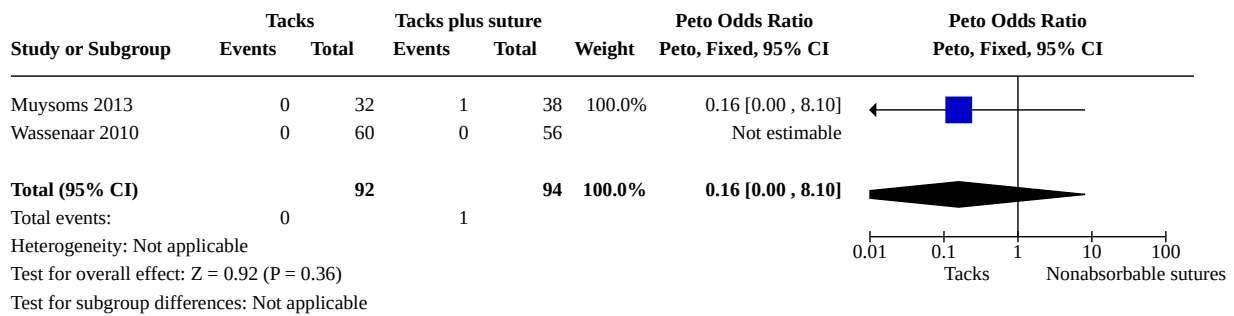 Tacks Tacks plus suture Peto Odds Ratio Peto Odds Ratio
Study or Subgroup Events Total Events Total Weight Peto, Fixed, 95% CI Peto, Fixed, 95% CI
Muysoms 2013 0 32 1 38 100.0% 0.16 [0.00 , 8.10]
Wassenaar 2010 0 60 0 56 Not estimable
Total (95% CI) 92 94 100.0% 0.16 [0.00 , 8.10]
Total events: 0 1
Heterogeneity: Not applicable
0.01 0.1 1 10 100
Test for overall effect: Z = 0.92 (P = 0.36) Tacks Nonabsorbable sutures
Test for subgroup differences: Not applicable